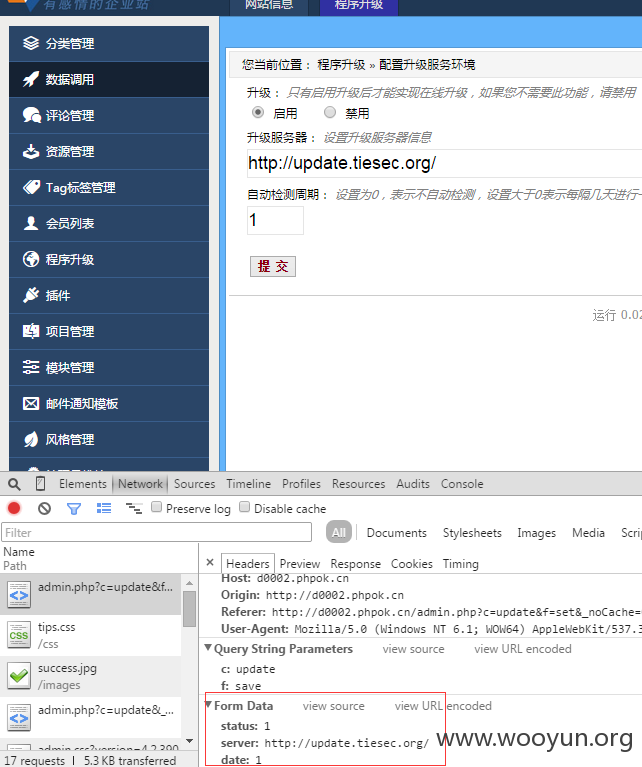 有感情的企业站
网站信息 程序升级
分类管理
数据调用
评论管理
资源管理
Tag标签管理
会员列表
程序升级
插件
项目管理
模块管理
邮件通知模板
风格管理
您当前位置： 程序升级 » 配置升级服务环境
升级： 只有启用升级后才能实现在线升级，如果您不需要此功能，请禁用
启用 禁用
升级服务器： 设置升级服务器信息
http://update.tiesec.org/
自动检测周期： 设置为0，表示不自动检测，设置大于0表示每隔几天进行一
1
提 交
运行 0.02
Elements Network Sources Timeline Profiles Resources Audits Console
Preserve log Disable cache
Filter All Documents Stylesheets Images Media Scri
Name
Path
admin.php?c=update&f...
tips.css
/css
success.jpg
/images
admin.php?c=update&_...
admin.css?version=4.2.390
17 requests | 5.3 KB transferred
× Headers Preview Response Cookies Timing
Host: d0002.phpok.cn
Origin: http://d0002.phpok.cn
Referer: http://d0002.phpok.cn/admin.php?c=update&f=set&_noCache=
User-Agent: Mozilla/5.0 (Windows NT 6.1; WOW64) AppleWebKit/537.3
Query String Parameters view source view URL encoded
c: update
f: save
Form Data view source view URL encoded
status: 1
server: http://update.tiesec.org/
date: 1
www.wooyun.org